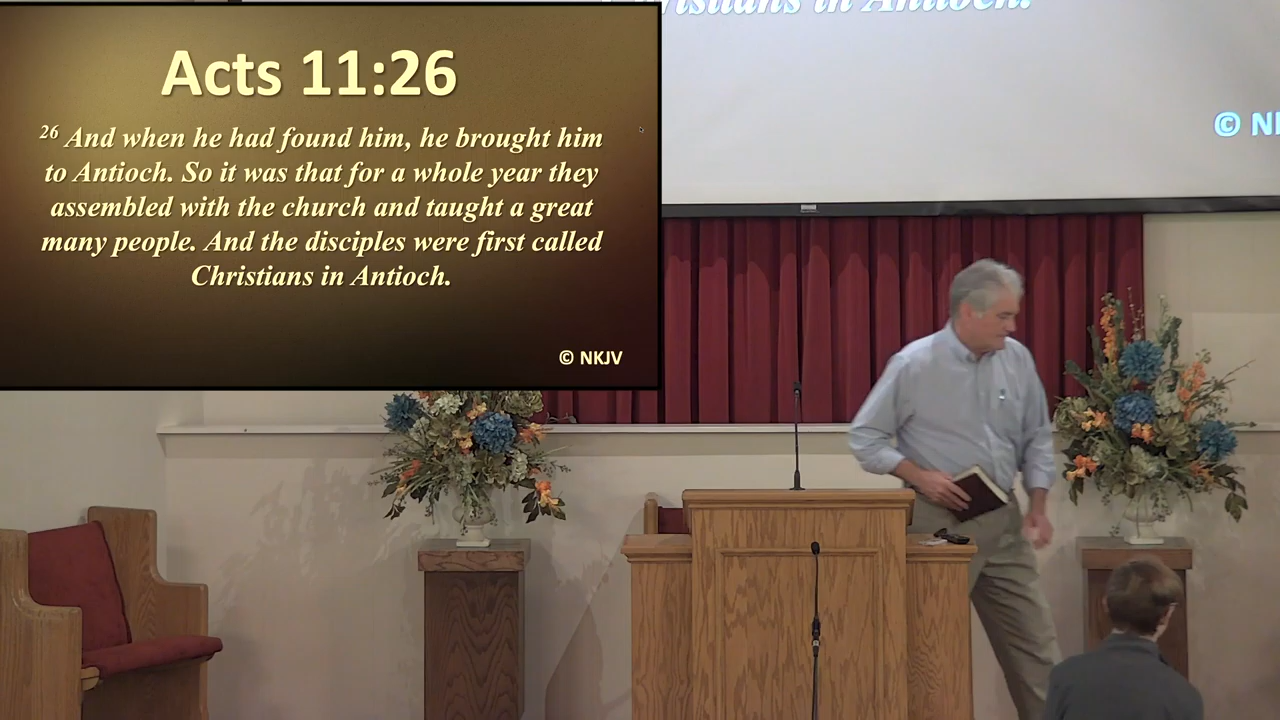 Acts 11:26
26 And when he had found him, he brought him
to Antioch. So it was that for a whole year they
assembled with the church and taught a great
many people. And the disciples were first called
Christians in Antioch.
© NKJV
in Antioch.
©